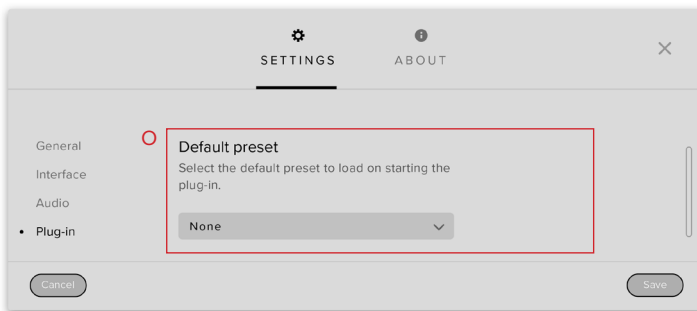 SETTINGS
ABOUT
General
Interface
Audio
Plug-in
O
Default preset
Select the default preset to load on starting the
plug-in.
None
Cancel
Save